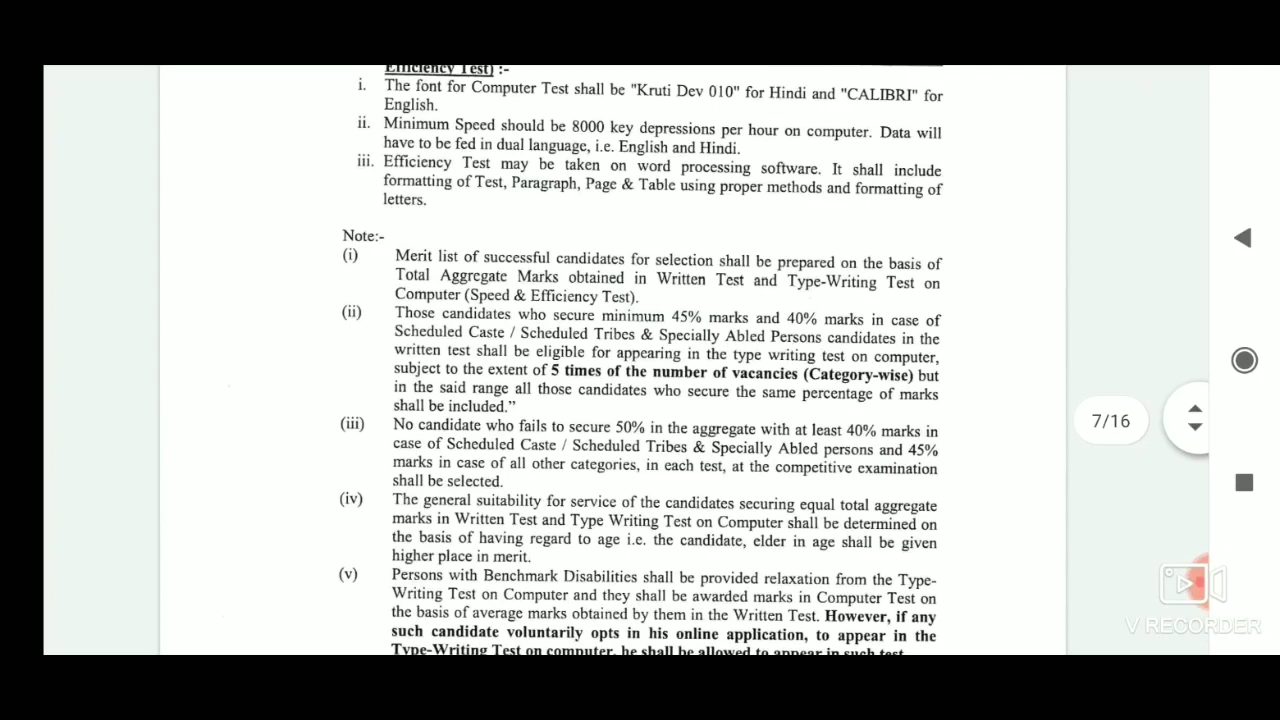 Efficiency Test) :-
i. The font for Computer Test shall be "Kruti Dev 010" for Hindi and "CALIBRI" for
English.
ii. Minimum Speed should be 8000 key depressions per hour on computer. Data will
have to be fed in dual language, i.e. English and Hindi.
iii. Efficiency Test may be taken on word processing software. It shall include
formatting of Test, Paragraph, Page & Table using proper methods and formatting of
letters.
Note:-
(i) Merit list of successful candidates for selection shall be prepared on the basis of
Total Aggregate Marks obtained in Written Test and Type-Writing Test on
Computer (Speed & Efficiency Test).
(ii) Those candidates who secure minimum 45% marks and 40% marks in case of
Scheduled Caste / Scheduled Tribes & Specially Abled Persons candidates in the
written test shall be eligible for appearing in the type writing test on computer,
subject to the extent of 5 times of the number of vacancies (Category-wise) but
in the said range all those candidates who secure the same percentage of marks
shall be included.”
(iii) No candidate who fails to secure 50% in the aggregate with at least 40% marks in
case of Scheduled Caste / Scheduled Tribes & Specially Abled persons and 45%
marks in case of all other categories, in each test, at the competitive examination
shall be selected.
(iv) The general suitability for service of the candidates securing equal total aggregate
marks in Written Test and Type Writing Test on Computer shall be determined on
the basis of having regard to age i.e. the candidate, elder in age shall be given
higher place in merit.
(v) Persons with Benchmark Disabilities shall be provided relaxation from the Type-
Writing Test on Computer and they shall be awarded marks in Computer Test on
the basis of average marks obtained by them in the Written Test. However, if any
such candidate voluntarily opts in his online application, to appear in the
Type-Writing Test on computer, he shall be allowed to appear in such test.
7/16
V RECORDER